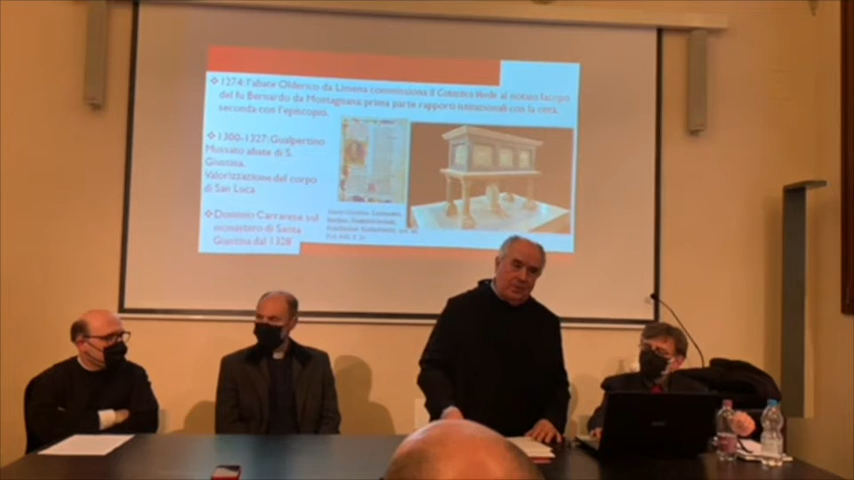 ❖ 1274: l'abate Olderico da Limena commissiona il Catastico Verde al notaio Iacopo
del fu Bernardo da Montagnana: prima parte rapporti istituzionali con la città,
seconda con l'episcopio.
❖ 1300-1327: Gualpertino
Mussato abate di S.
Giustina.
Valorizzazione del corpo
di San Luca
❖ Dominio Carrarese sul
monastero di Santa
Giustina dal 1328